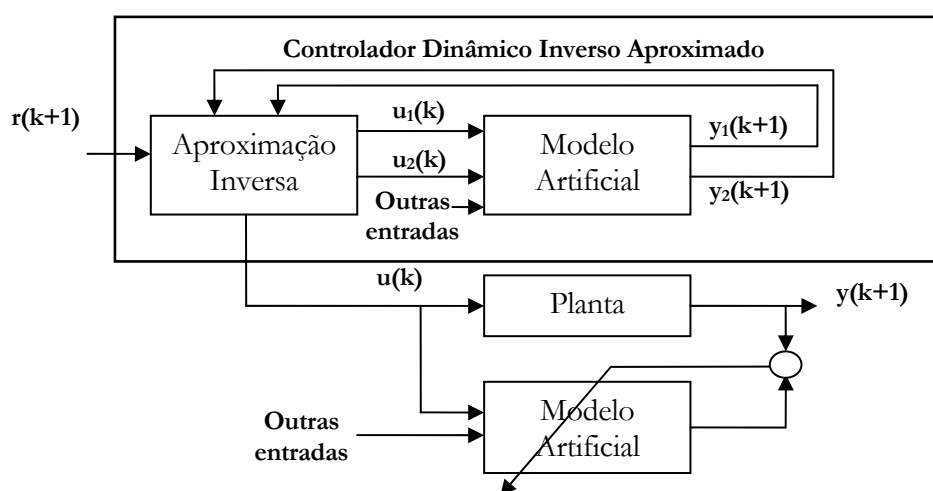 Controlador Dinâmico Inverso Aproximado
r(k+1)
Aproximação
Inversa
u₁(k)
u₂(k)
Outras
entradas
Modelo
Artificial
y₁(k+1)
y₂(k+1)
u(k)
Planta
y(k+1)
Outras
entradas
Modelo
Artificial